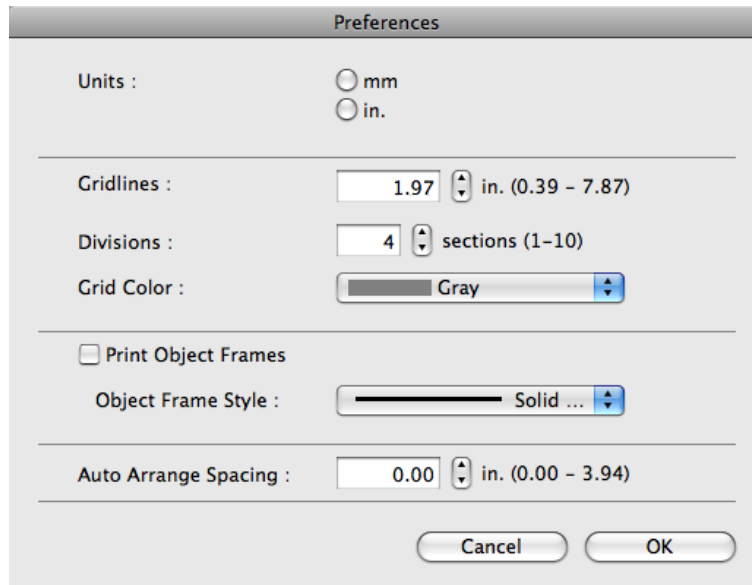 Preferences
Units :
mm
in.
Gridlines :
1.97 in. (0.39 – 7.87)
Divisions :
4 sections (1–10)
Grid Color :
Gray
Print Object Frames
Object Frame Style :
Solid ...
Auto Arrange Spacing :
0.00 in. (0.00 – 3.94)
Cancel
OK